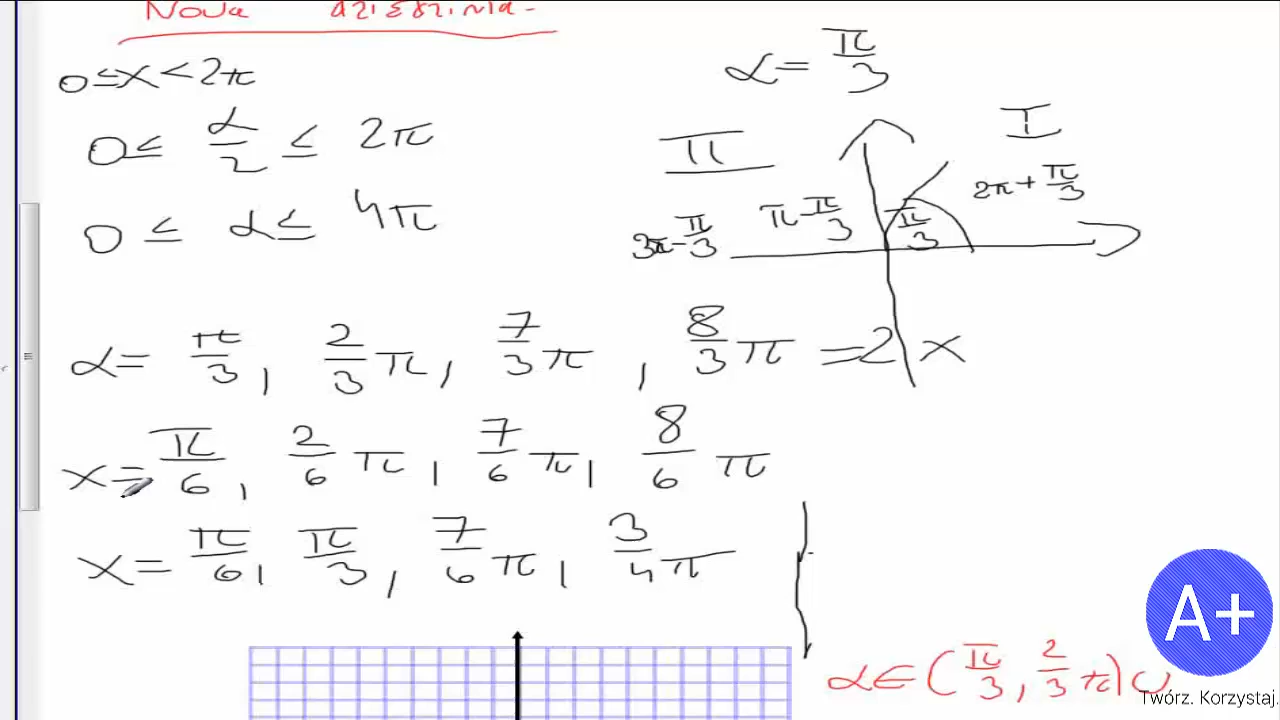 Nowa dziedzina.
0 ≤ x < 2π
0 ≤ α/2 ≤ 2π
0 ≤ α ≤ 4π
α = π/3
I
II
2π + π/3
π - π/3
π/3
3π - π/3
α = π/3, 2/3 π, 7/3 π, 8/3 π = 2x
x = π/6, 2/6 π, 7/6 π, 8/6 π
x = π/6, π/3, 7/6 π, 3/4 π
α ∈ (π/3, 2/3 π) ∪
A+
Twórz. Korzystaj